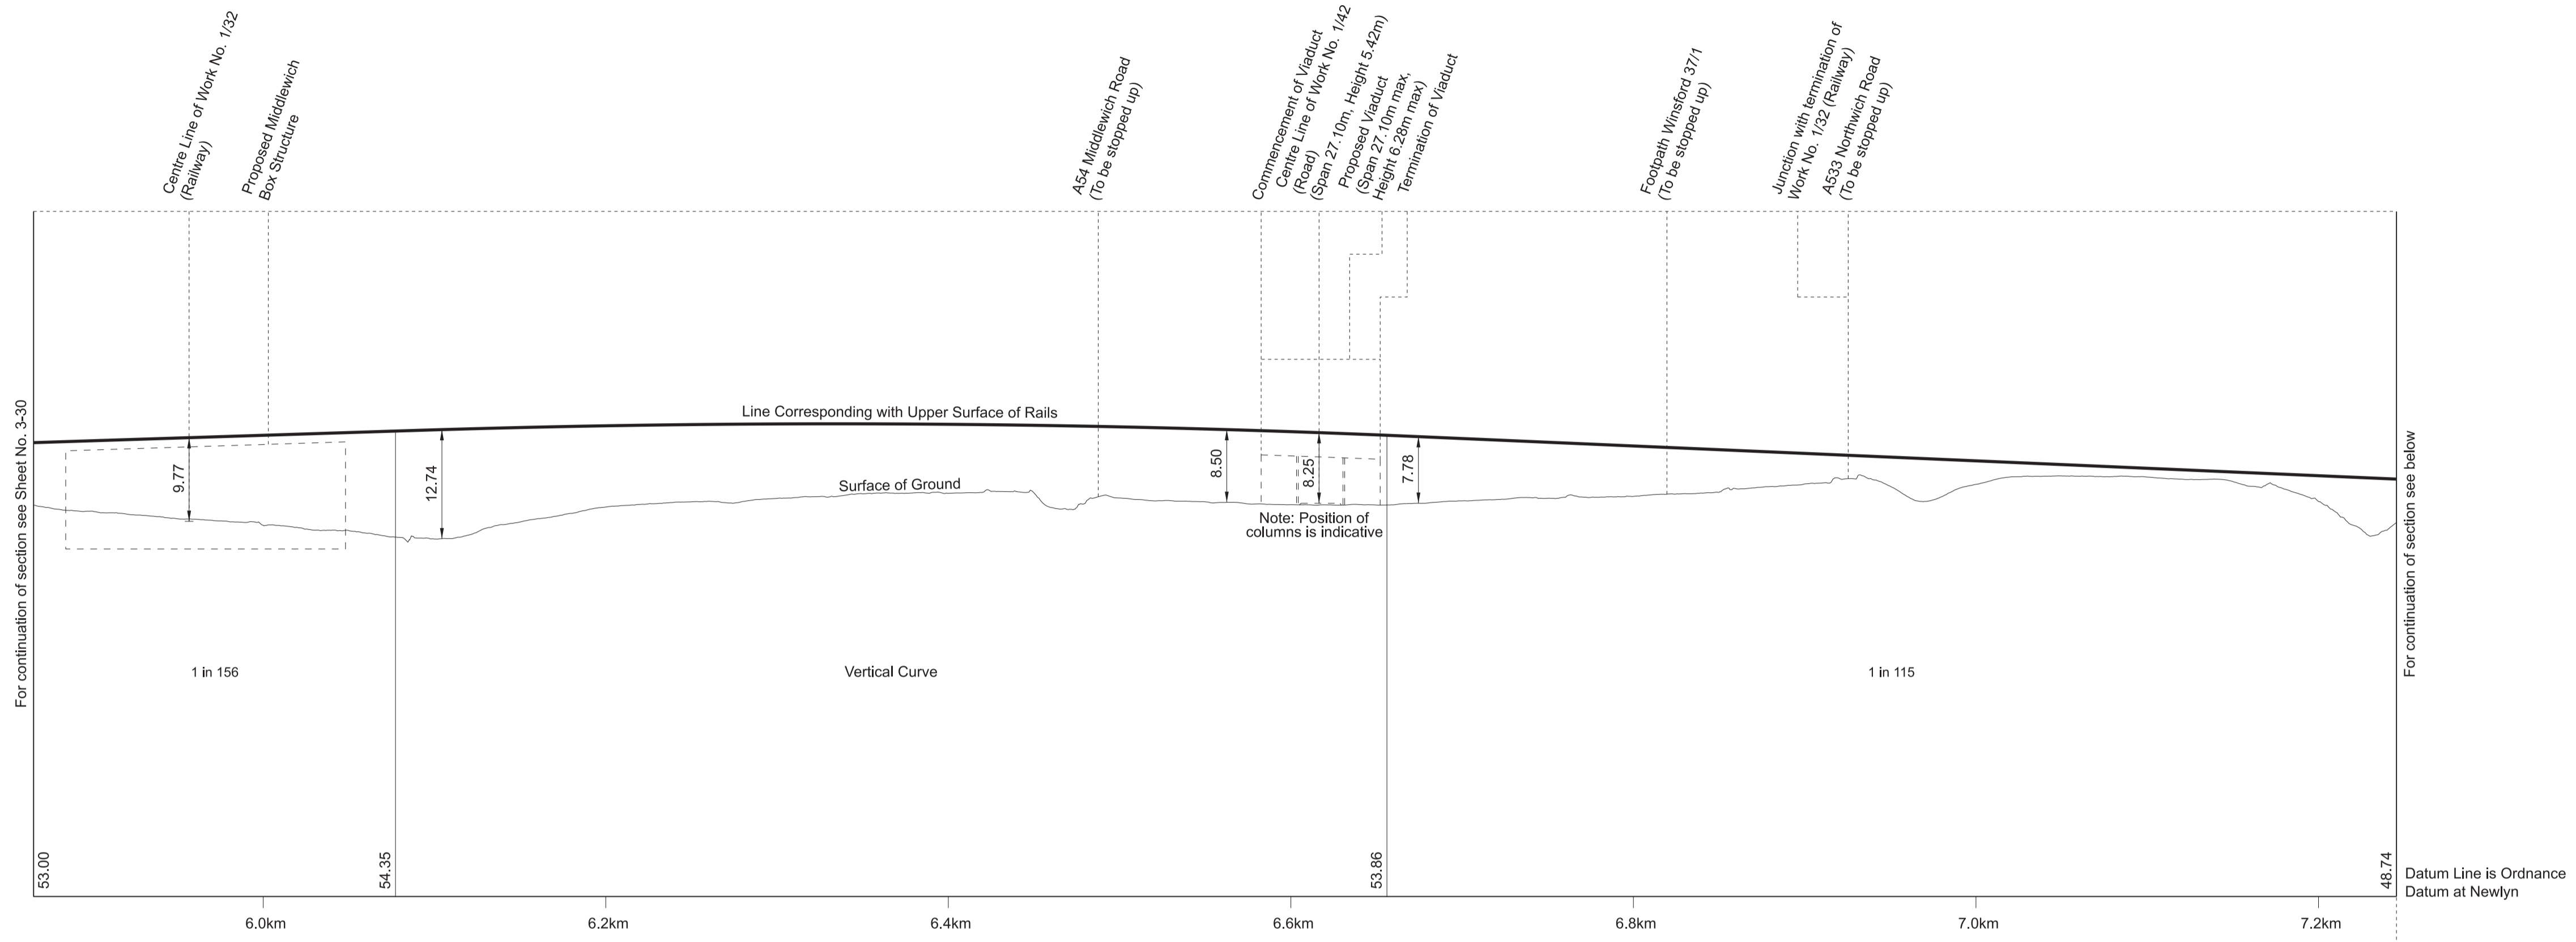 Centre Line of Work No. 1/32
(Railway)
Proposed Middlewich
Box Structure
A54 Middlewich Road
(To be stopped up)
Commencement of Viaduct
Centre Line of Work No. 1/42
(Road)
(Span 27.10m, Height 5.42m)
Proposed Viaduct
(Span 27.10m max,
Height 6.28m max)
Termination of Viaduct
Footpath Winsford 37/1
(To be stopped up)
Junction with termination of
Work No. 1/32 (Railway)
A533 Northwich Road
(To be stopped up)
For continuation of section see Sheet No. 3-30
Line Corresponding with Upper Surface of Rails
Surface of Ground
9.77
12.74
8.50
8.25
7.78
Note: Position of
columns is indicative
For continuation of section see below
1 in 156
Vertical Curve
1 in 115
53.00
54.35
53.86
48.74
Datum Line is Ordnance
Datum at Newlyn
6.0km
6.2km
6.4km
6.6km
6.8km
7.0km
7.2km